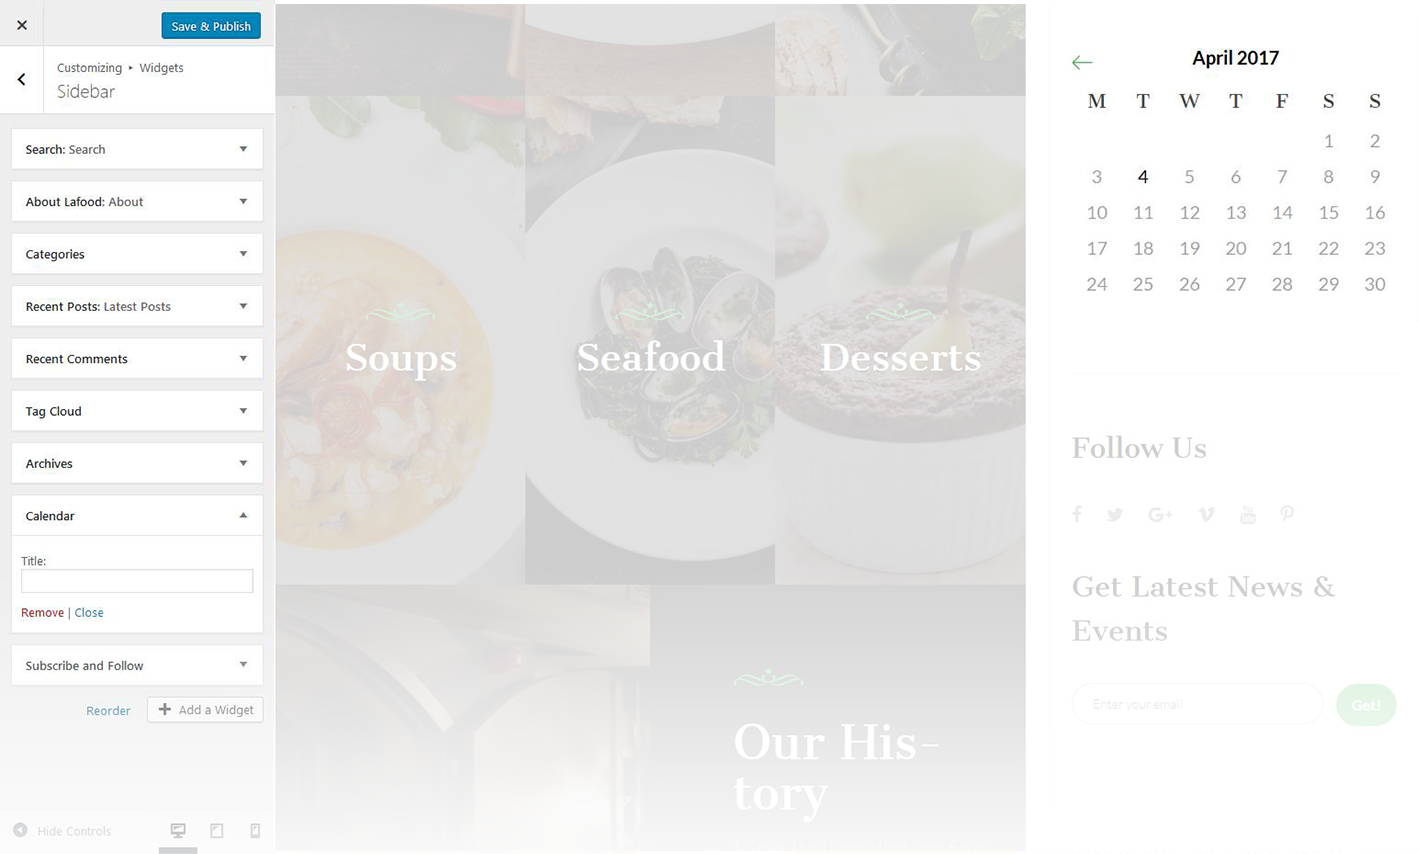 Save & Publish
Customizing ▸ Widgets
Sidebar
Search: Search
About Lafood: About
Categories
Recent Posts: Latest Posts
Recent Comments
Tag Cloud
Archives
Calendar
Title:
Remove | Close
Subscribe and Follow
Reorder
Add a Widget
Hide Controls
Soups
Seafood
Desserts
Our His-
tory
April 2017
M T W T F S S
1 2
3 4 5 6 7 8 9
10 11 12 13 14 15 16
17 18 19 20 21 22 23
24 25 26 27 28 29 30
Follow Us
Get Latest News &
Events
Enter your email
Get!